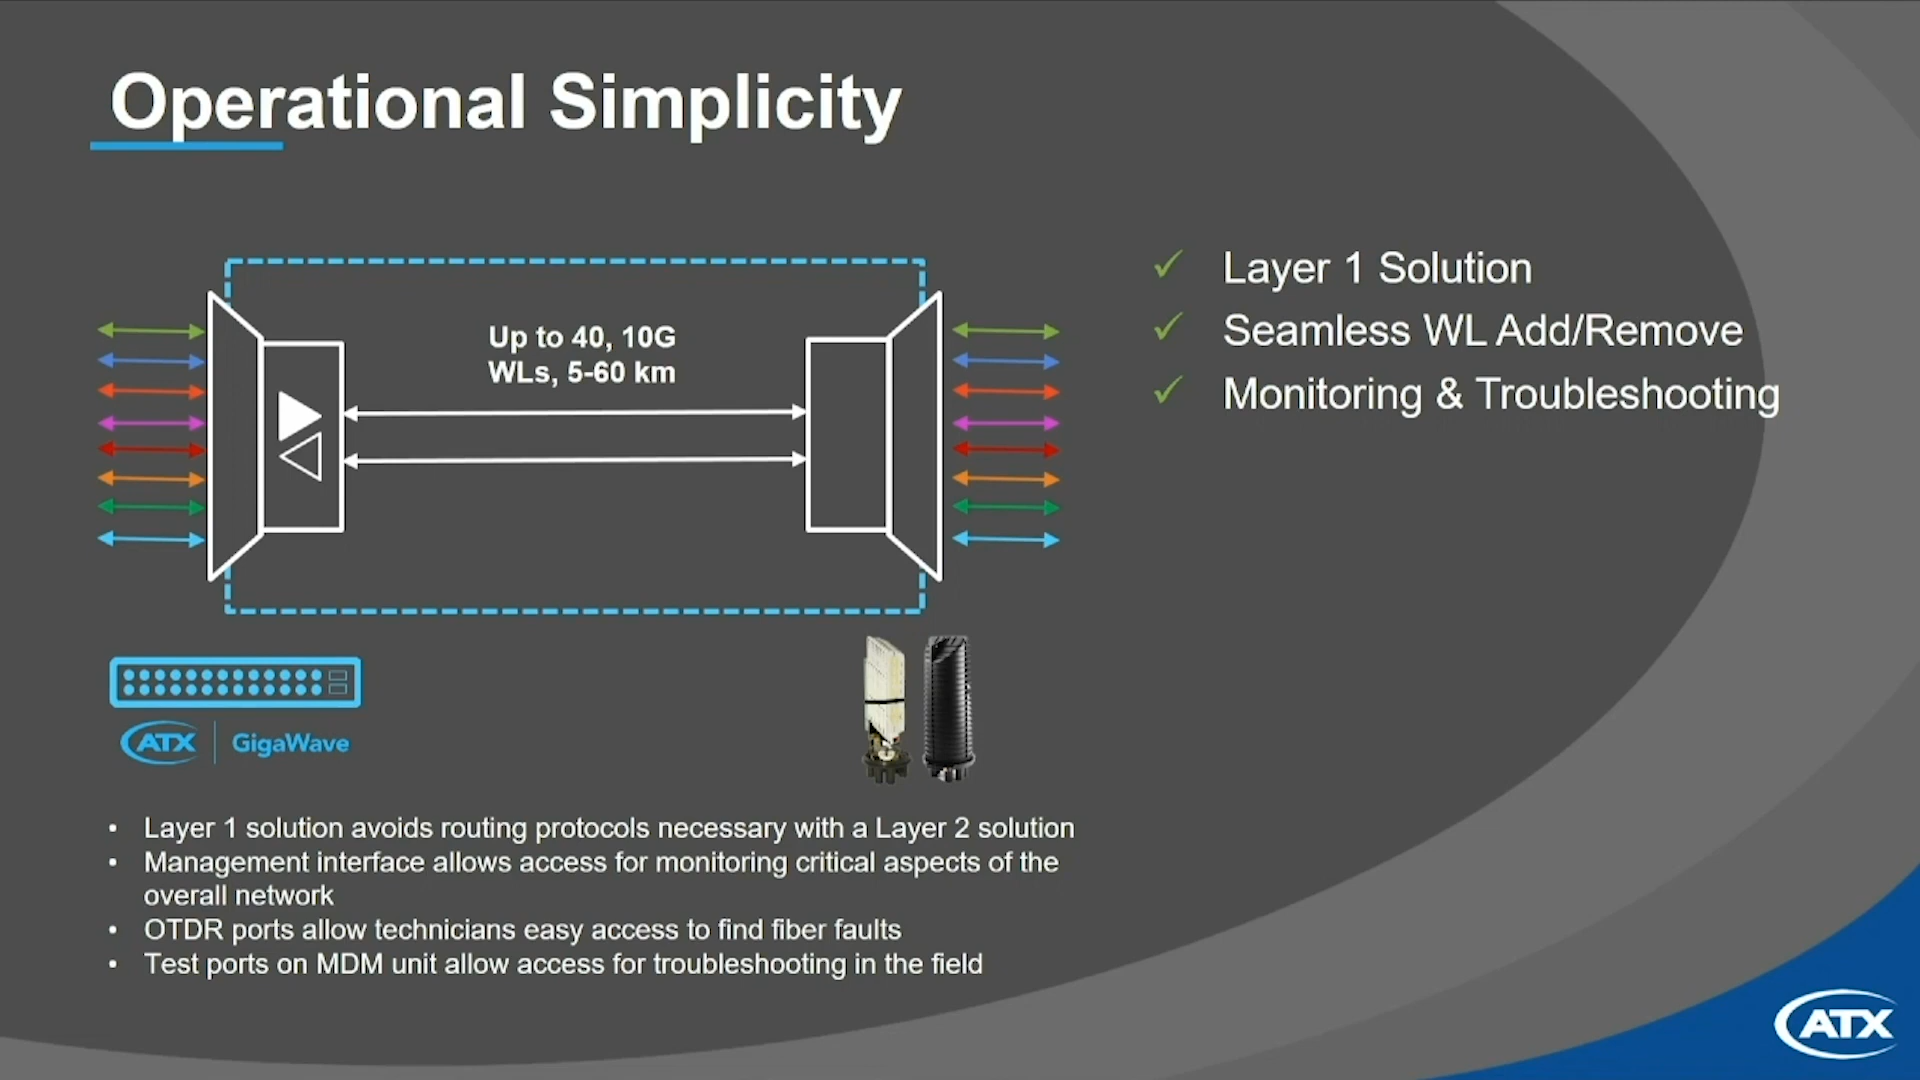 Operational Simplicity
Up to 40, 10G
WLs, 5-60 km
✓ Layer 1 Solution
✓ Seamless WL Add/Remove
✓ Monitoring & Troubleshooting
ATX | GigaWave
• Layer 1 solution avoids routing protocols necessary with a Layer 2 solution
• Management interface allows access for monitoring critical aspects of the
overall network
• OTDR ports allow technicians easy access to find fiber faults
• Test ports on MDM unit allow access for troubleshooting in the field
ATX